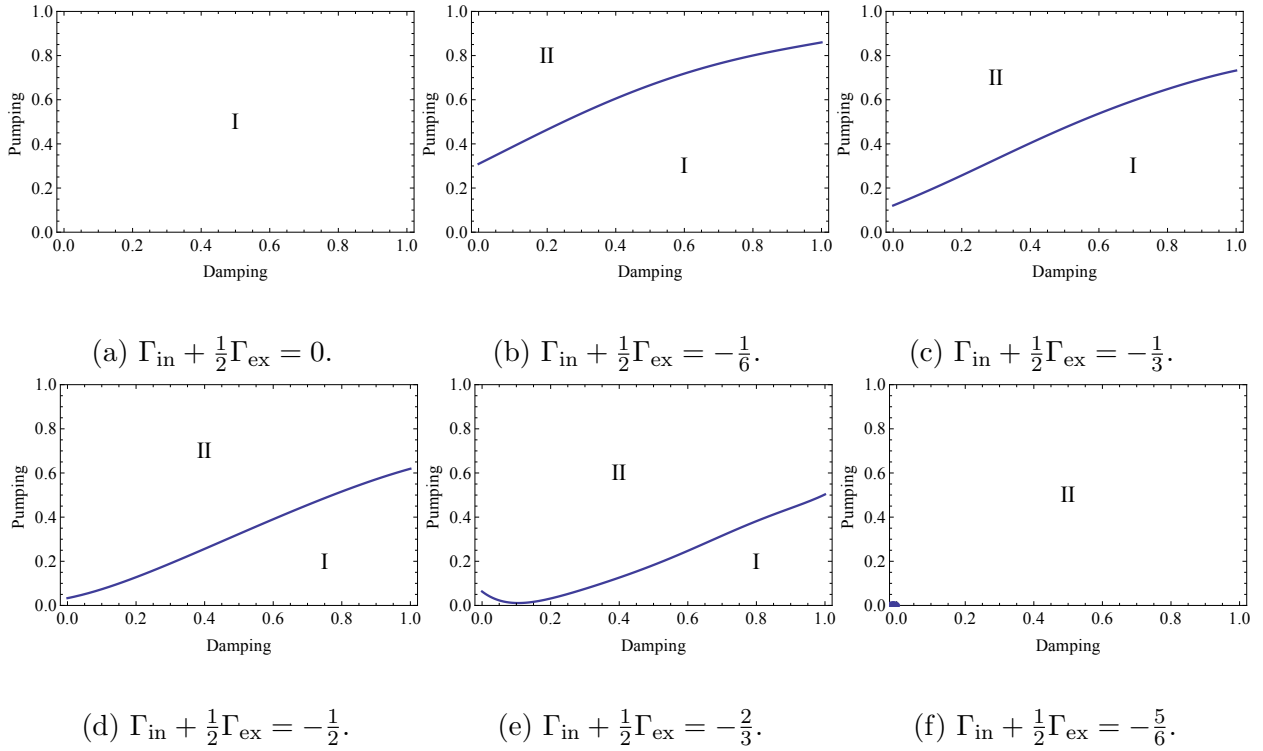 1.0
0.8
0.6
0.4
0.2
0.0
Pumping
I
0.0 0.2 0.4 0.6 0.8 1.0
Damping
(a) Γin + ½Γex = 0.
1.0
0.8
0.6
0.4
0.2
0.0
Pumping
II
I
0.0 0.2 0.4 0.6 0.8 1.0
Damping
(b) Γin + ½Γex = −1/6.
1.0
0.8
0.6
0.4
0.2
0.0
Pumping
II
I
0.0 0.2 0.4 0.6 0.8 1.0
Damping
(c) Γin + ½Γex = −1/3.
1.0
0.8
0.6
0.4
0.2
0.0
Pumping
II
I
0.0 0.2 0.4 0.6 0.8 1.0
Damping
(d) Γin + ½Γex = −1/2.
1.0
0.8
0.6
0.4
0.2
0.0
Pumping
II
I
0.0 0.2 0.4 0.6 0.8 1.0
Damping
(e) Γin + ½Γex = −2/3.
1.0
0.8
0.6
0.4
0.2
0.0
Pumping
II
0.0 0.2 0.4 0.6 0.8 1.0
Damping
(f) Γin + ½Γex = −5/6.